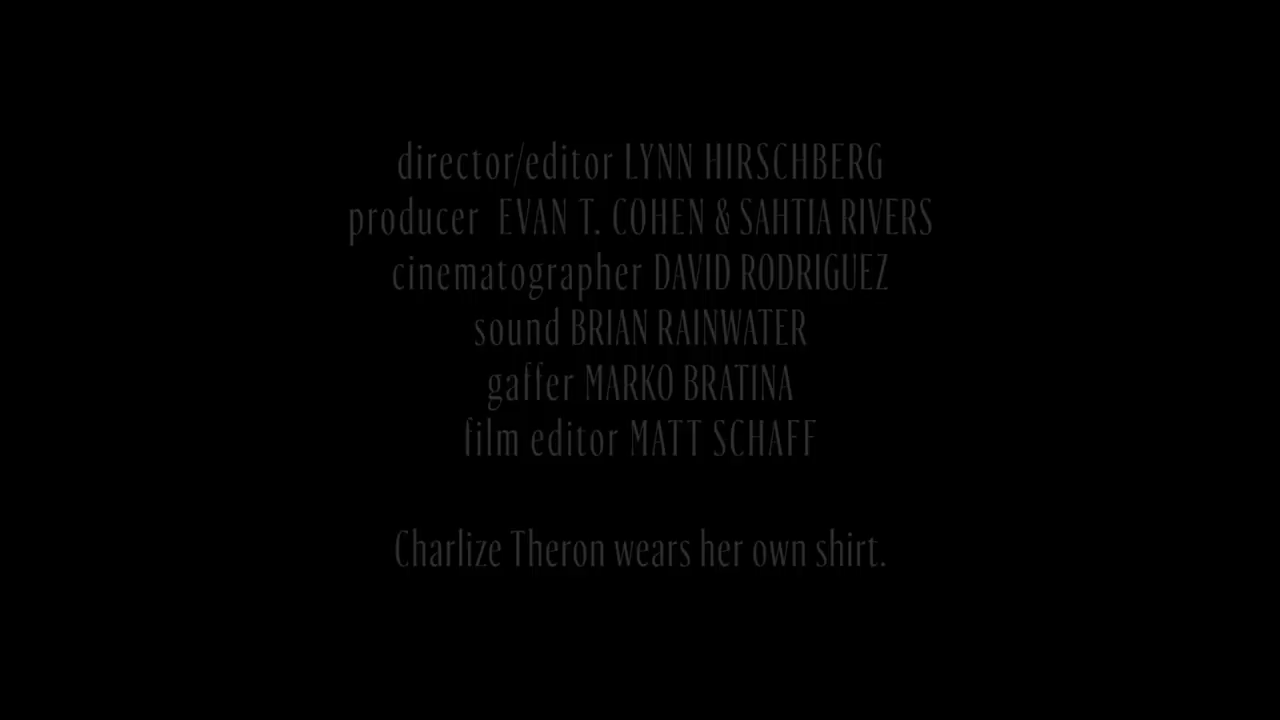 director/editor LYNN HIRSCHBERG
producer EVAN T. COHEN & SAHTIA RIVERS
cinematographer DAVID RODRIGUEZ
sound BRIAN RAINWATER
gaffer MARKO BRATINA
film editor MATT SCHAFF
Charlize Theron wears her own shirt.